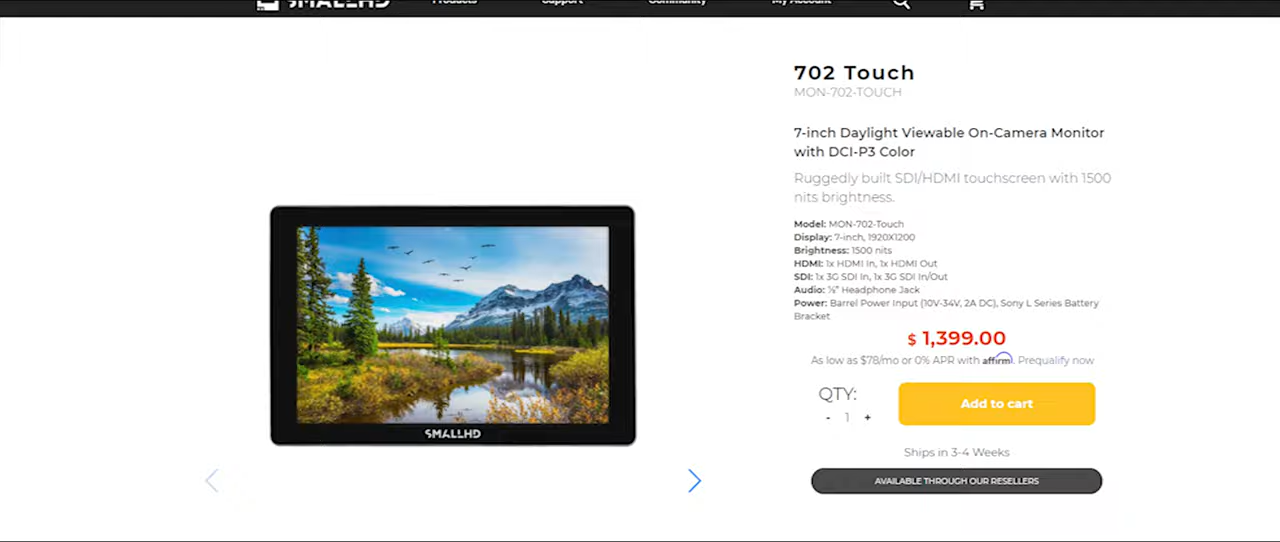 SMALLHD
Products
Support
Community
My Account
702 Touch
MON-702-TOUCH
7-inch Daylight Viewable On-Camera Monitor
with DCI-P3 Color
Ruggedly built SDI/HDMI touchscreen with 1500
nits brightness.
Model: MON-702-Touch
Display: 7-inch, 1920X1200
Brightness: 1500 nits
HDMI: 1x HDMI In, 1x HDMI Out
SDI: 1x 3G SDI In, 1x 3G SDI In/Out
Audio: ⅛" Headphone Jack
Power: Barrel Power Input (10V-34V, 2A DC), Sony L Series Battery
Bracket
$ 1,399.00
As low as $78/mo or 0% APR with affirm. Prequalify now
QTY:
- 1 +
Add to cart
SMALLHD
Ships in 3-4 Weeks
AVAILABLE THROUGH OUR RESELLERS